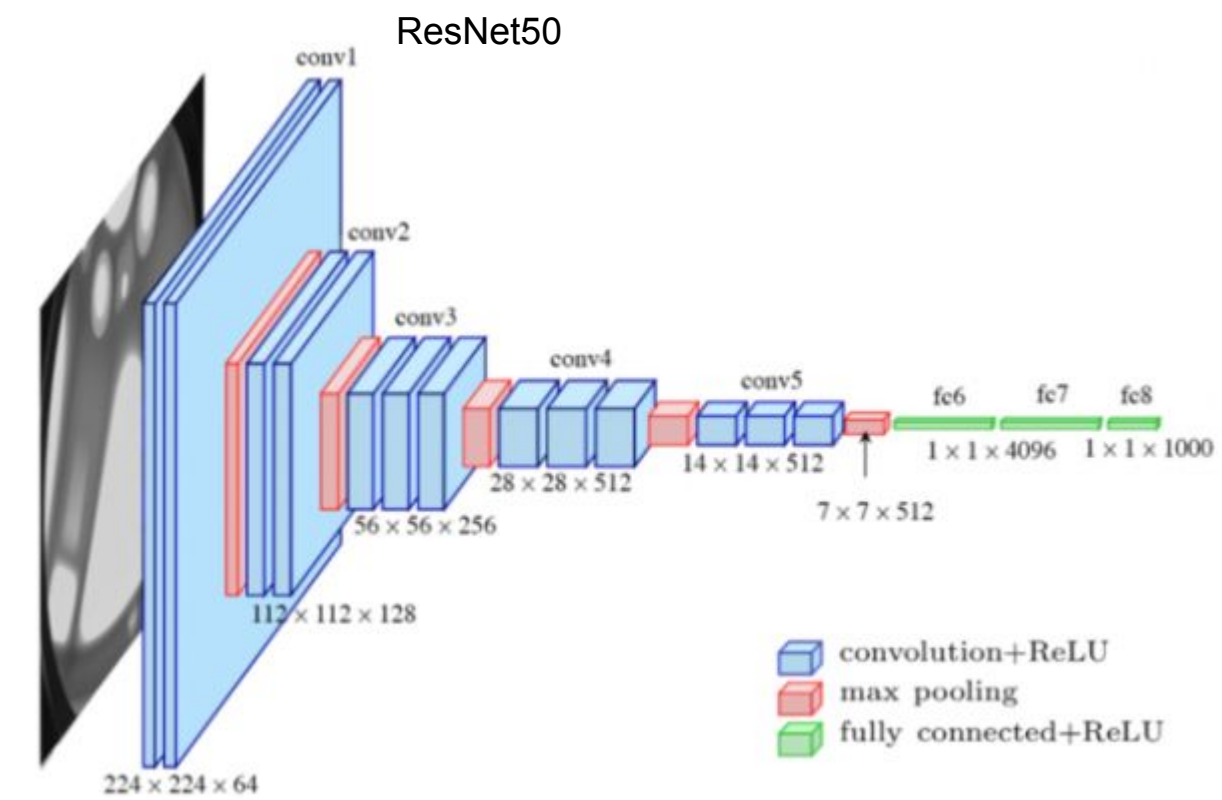 ResNet50
conv1
conv2
conv3
conv4
conv5
fc6
fc7
fc8
1 × 1 × 4096
1 × 1 × 1000
14 × 14 × 512
28 × 28 × 512
7 × 7 × 512
56 × 56 × 256
112 × 112 × 128
224 × 224 × 64
convolution+ReLU
max pooling
fully connected+ReLU